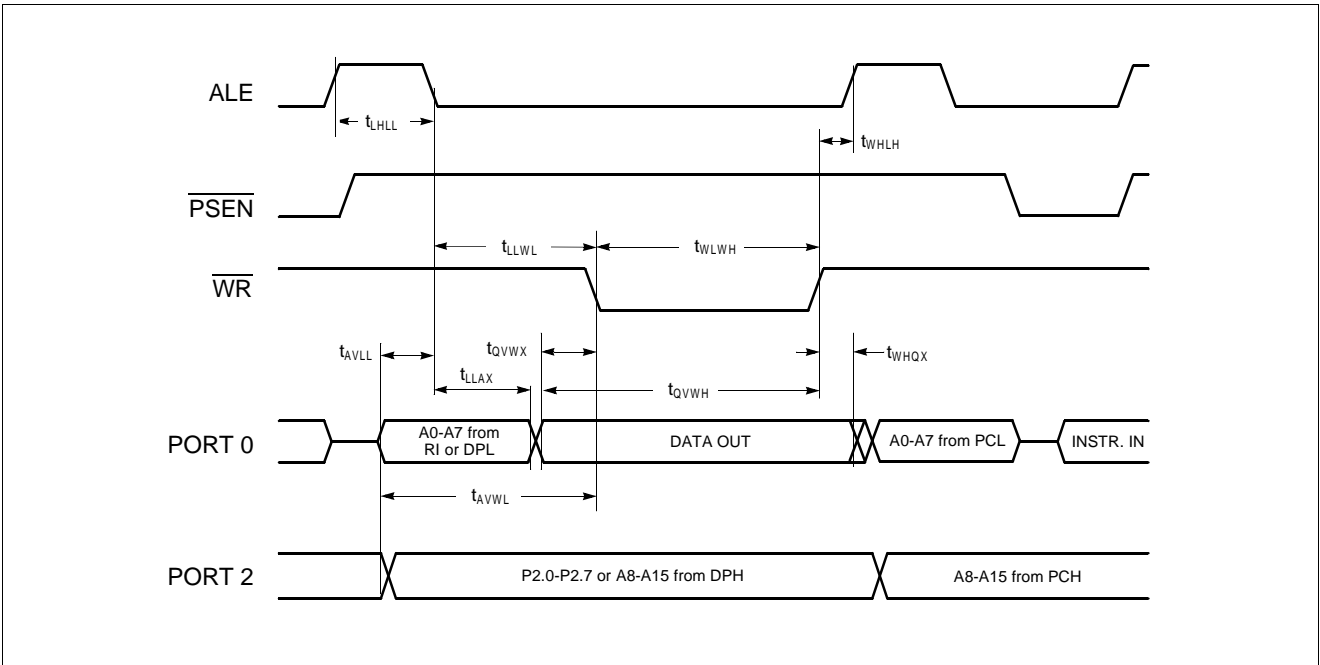 ALE
tLHLL
tWHLH
PSEN
tLLWL
tWLWH
WR
tAVLL
tQVWX
tWHQX
tLLAX
tQVWH
PORT 0
A0-A7 from
RI or DPL
DATA OUT
A0-A7 from PCL
INSTR. IN
tAVWL
PORT 2
P2.0-P2.7 or A8-A15 from DPH
A8-A15 from PCH